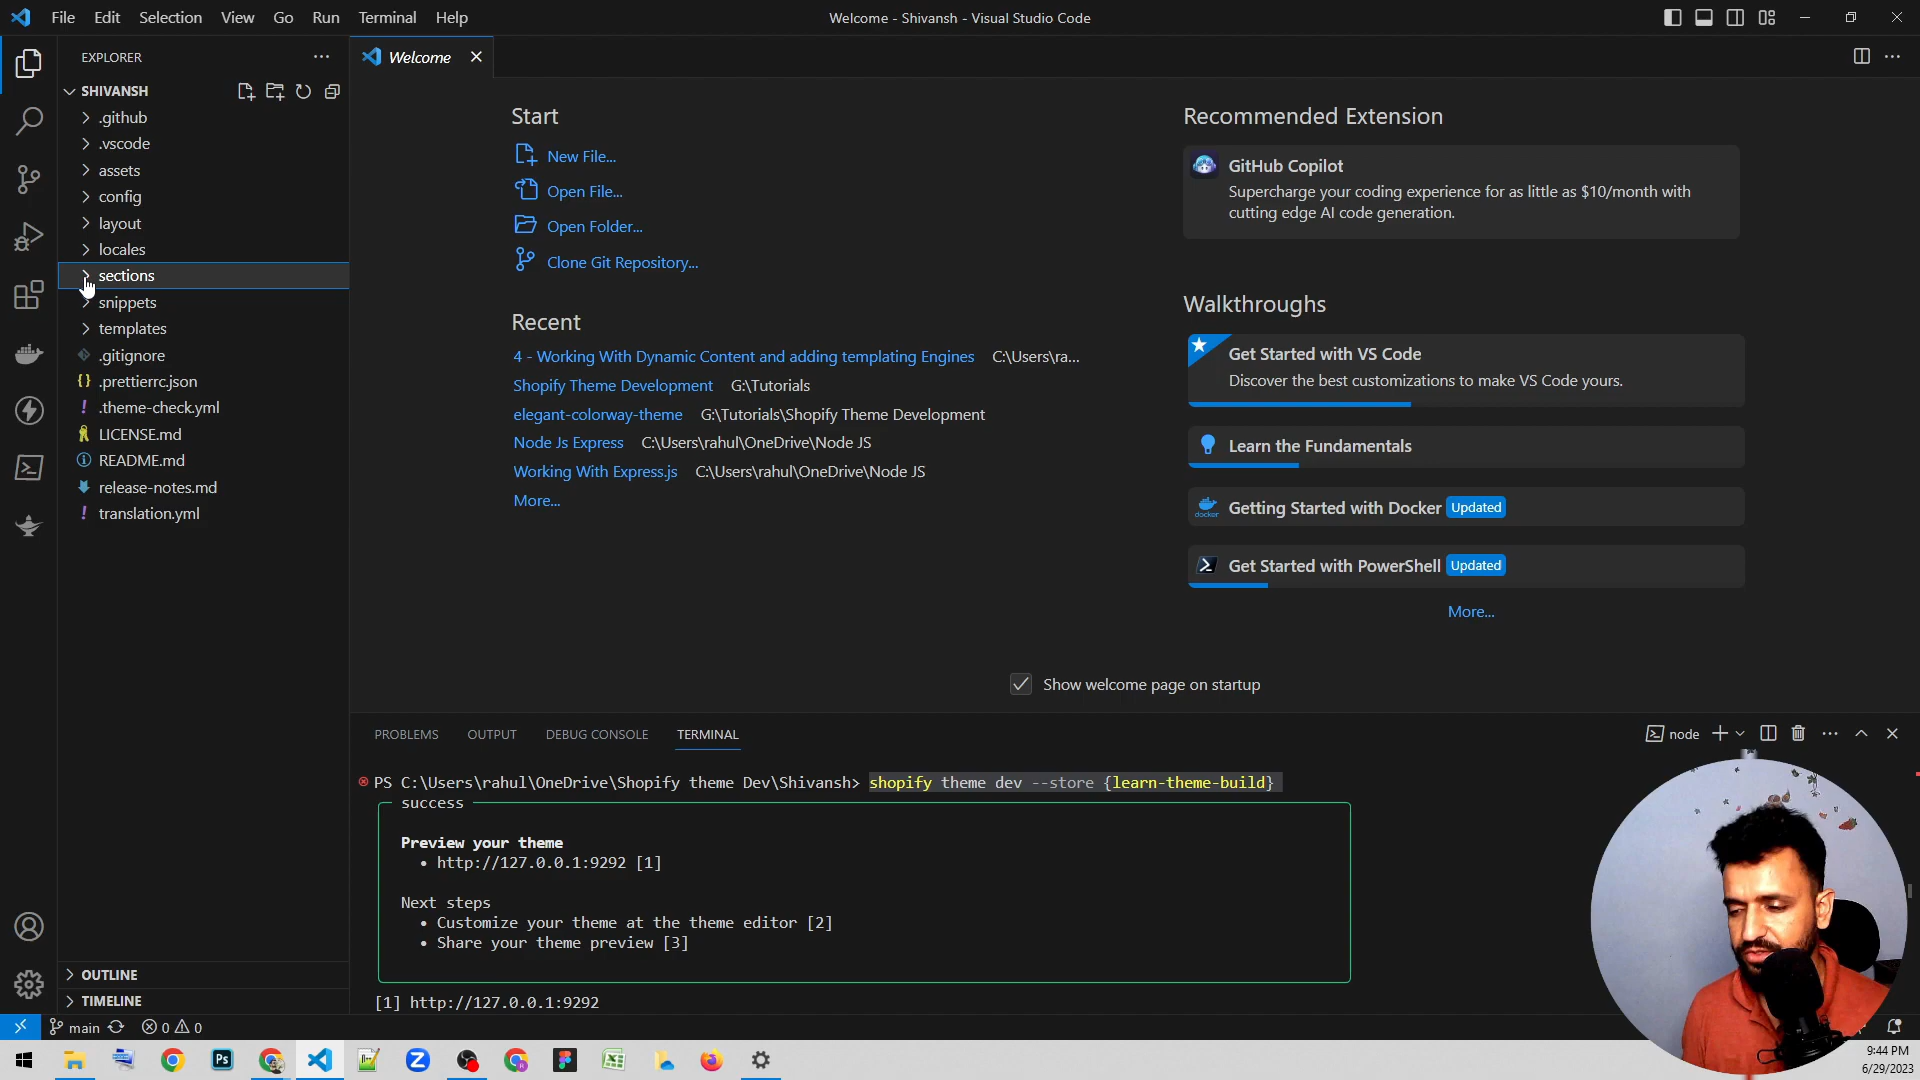 File Edit Selection View Go Run Terminal Help
Welcome - Shivansh - Visual Studio Code
EXPLORER
SHIVANSH
.github
.vscode
assets
config
layout
locales
sections
snippets
templates
.gitignore
{} .prettierrc.json
! .theme-check.yml
LICENSE.md
README.md
release-notes.md
! translation.yml
OUTLINE
TIMELINE
Welcome
Start
New File...
Open File...
Open Folder...
Clone Git Repository...
Recent
4 - Working With Dynamic Content and adding templating Engines C:\Users\ra...
Shopify Theme Development G:\Tutorials
elegant-colorway-theme G:\Tutorials\Shopify Theme Development
Node Js Express C:\Users\rahul\OneDrive\Node JS
Working With Express.js C:\Users\rahul\OneDrive\Node JS
More...
Recommended Extension
GitHub Copilot
Supercharge your coding experience for as little as $10/month with
cutting edge AI code generation.
Walkthroughs
Get Started with VS Code
Discover the best customizations to make VS Code yours.
Learn the Fundamentals
Getting Started with Docker Updated
Get Started with PowerShell Updated
More...
Show welcome page on startup
PROBLEMS OUTPUT DEBUG CONSOLE TERMINAL
node
PS C:\Users\rahul\OneDrive\Shopify theme Dev\Shivansh> shopify theme dev --store {learn-theme-build}
success
Preview your theme
• http://127.0.0.1:9292 [1]
Next steps
• Customize your theme at the theme editor [2]
• Share your theme preview [3]
[1] http://127.0.0.1:9292
main 0 0
Ps
Z
9:44 PM
6/29/2023